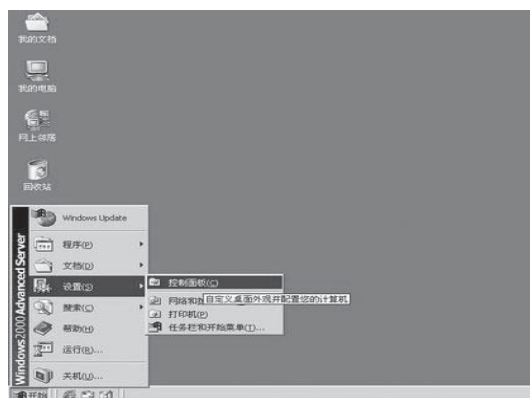 我的文档
我的电脑
网上邻居
回收站
Windows 2000 Advanced Server
Windows Update
程序(P)
文档(D)
设置(S)
搜索(C)
帮助(H)
运行(R)...
关机(U)...
控制面板(C)
网络和
自定义桌面外观并配置您的计算机
打印机(P)
任务栏和开始菜单(T)...
开始